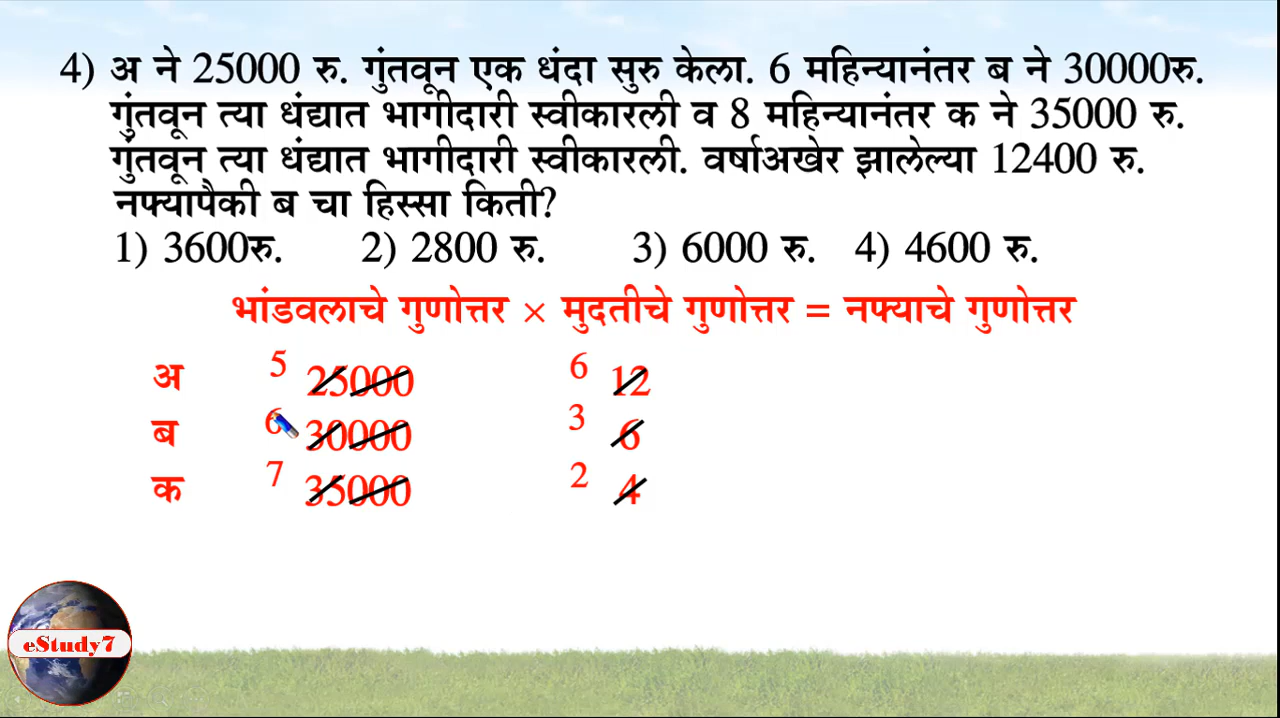 4) अ ने 25000 रु. गुंतवून एक धंदा सुरु केला. 6 महिन्यानंतर ब ने 30000रु.
गुंतवून त्या धंद्यात भागीदारी स्वीकारली व 8 महिन्यानंतर क ने 35000 रु.
गुंतवून त्या धंद्यात भागीदारी स्वीकारली. वर्षाअखेर झालेल्या 12400 रु.
नफ्यापैकी ब चा हिस्सा किती?
1) 3600रु. 2) 2800 रु. 3) 6000 रु. 4) 4600 रु.
भांडवलाचे गुणोत्तर × मुदतीचे गुणोत्तर = नफ्याचे गुणोत्तर
अ 5 25000 6 12
ब 6 30000 3 6
क 7 35000 2 4
eStudy7